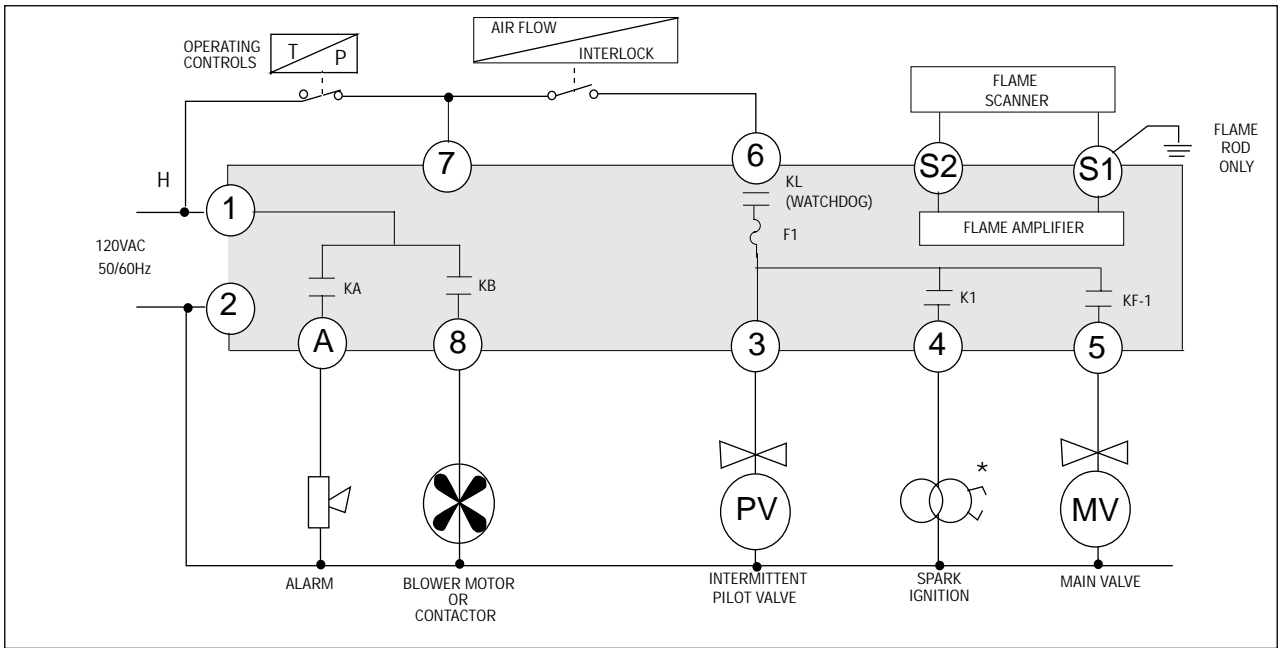 OPERATING
CONTROLS
T
P
AIR FLOW
INTERLOCK
FLAME
SCANNER
FLAME
ROD
ONLY
7
6
S2
S1
H
1
KL
(WATCHDOG)
F1
FLAME AMPLIFIER
120VAC
50/60Hz
2
KA
KB
K1
KF-1
A
8
3
4
5
*
PV
MV
ALARM
BLOWER MOTOR
OR
CONTACTOR
INTERMITTENT
PILOT VALVE
SPARK
IGNITION
MAIN VALVE